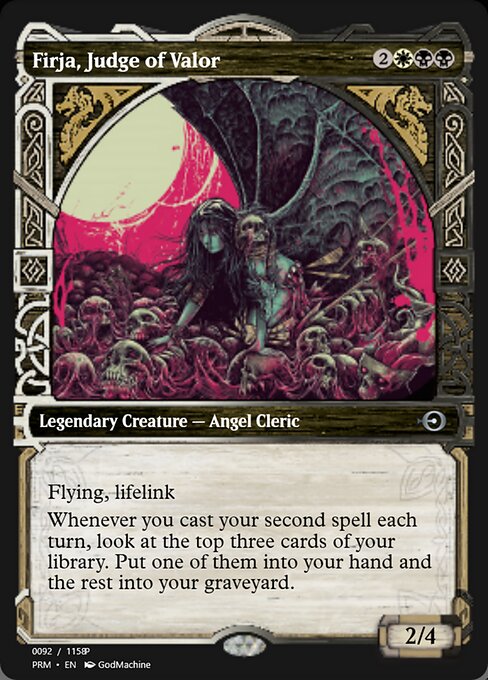 Firja, Judge of Valor 2
Legendary Creature — Angel Cleric
Flying, lifelink
Whenever you cast your second spell each
turn, look at the top three cards of your
library. Put one of them into your hand and
the rest into your graveyard.
2/4
0092 / 1158P
PRM • EN GodMachine